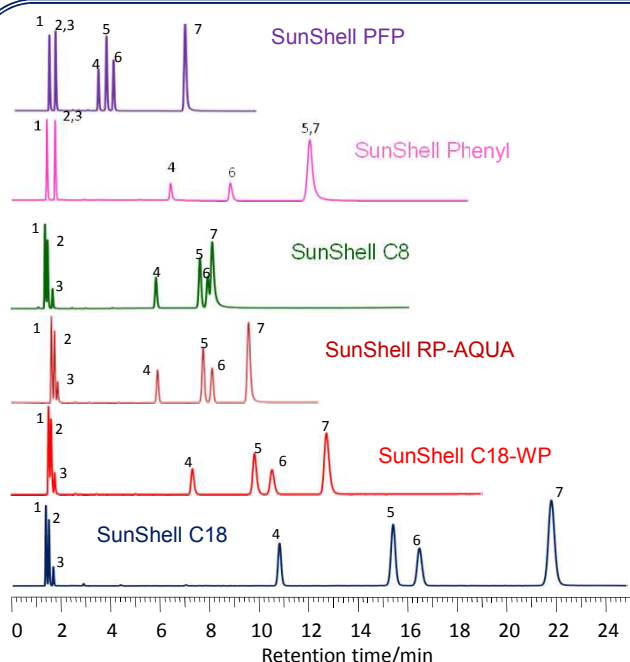 1 2,3 4 5 6 7 SunShell PFP
1 2,3 4 6 5,7 SunShell Phenyl
1 2 3 4 5 6 7 SunShell C8
1 2 3 4 5 6 7 SunShell RP-AQUA
1 2 3 4 5 6 7 SunShell C18-WP
1 2 3 SunShell C18 4 5 6 7
0 2 4 6 8 10 12 14 16 18 20 22 24
Retention time/min